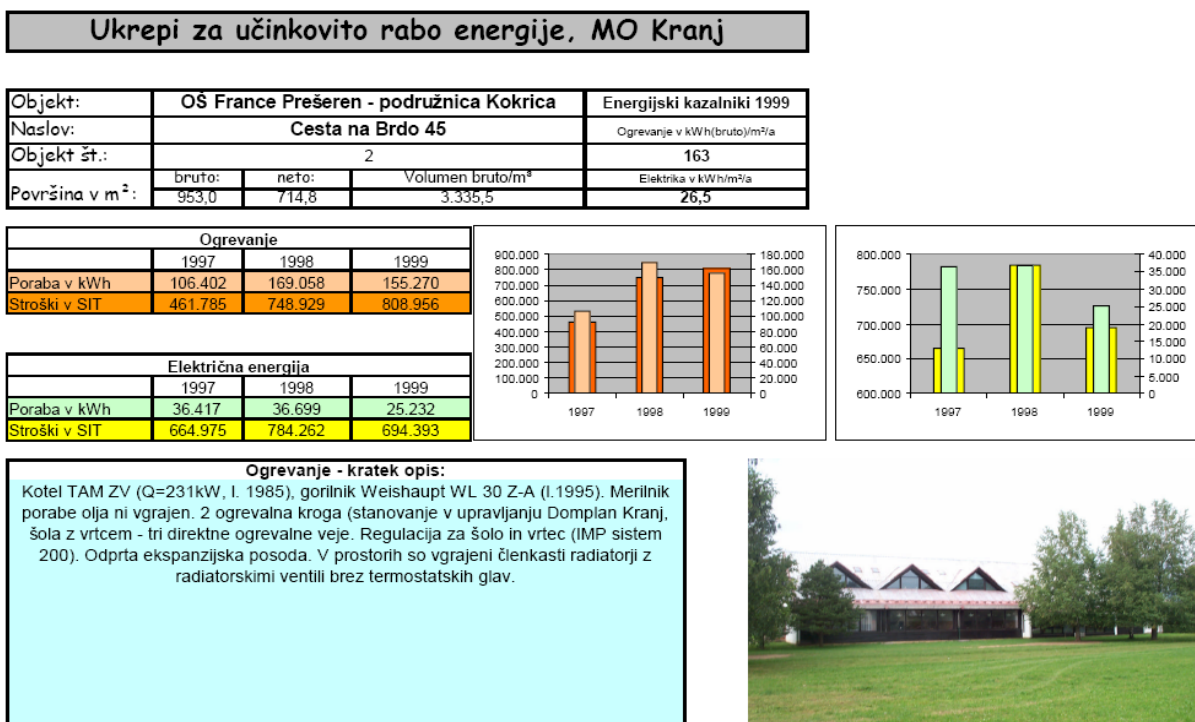 Ukrepi za učinkovito rabo energije, MO Kranj
Objekt: OŠ France Prešeren - podružnica Kokrica Energijski kazalniki 1999
Naslov: Cesta na Brdo 45 Ogrevanje v kWh(bruto)/m²/a
Objekt št.: 2 163
Površina v m²: bruto: neto: Volumen bruto/m³ Elektrika v kWh/m²/a
953,0 714,8 3.335,5 26,5
Ogrevanje
1997 1998 1999
Poraba v kWh 106.402 169.058 155.270
Stroški v SIT 461.785 748.929 808.956
Električna energija
1997 1998 1999
Poraba v kWh 36.417 36.699 25.232
Stroški v SIT 664.975 784.262 694.393
900.000 180.000
800.000 160.000
700.000 140.000
600.000 120.000
500.000 100.000
400.000 80.000
300.000 60.000
200.000 40.000
100.000 20.000
0 0
1997 1998 1999
800.000 40.000
35.000
750.000 30.000
25.000
700.000 20.000
15.000
650.000 10.000
5.000
600.000 0
1997 1998 1999
Ogrevanje - kratek opis:
Kotel TAM ZV (Q=231kW, l. 1985), gorilnik Weishaupt WL 30 Z-A (l.1995). Merilnik
porabe olja ni vgrajen. 2 ogrevalna kroga (stanovanje v upravljanju Domplan Kranj,
šola z vrtcem - tri direktne ogrevalne veje. Regulacija za šolo in vrtec (IMP sistem
200). Odprta ekspanzijska posoda. V prostorih so vgrajeni člen​kasti radiatorji z
radiatorskimi ventili brez termostatskih glav.